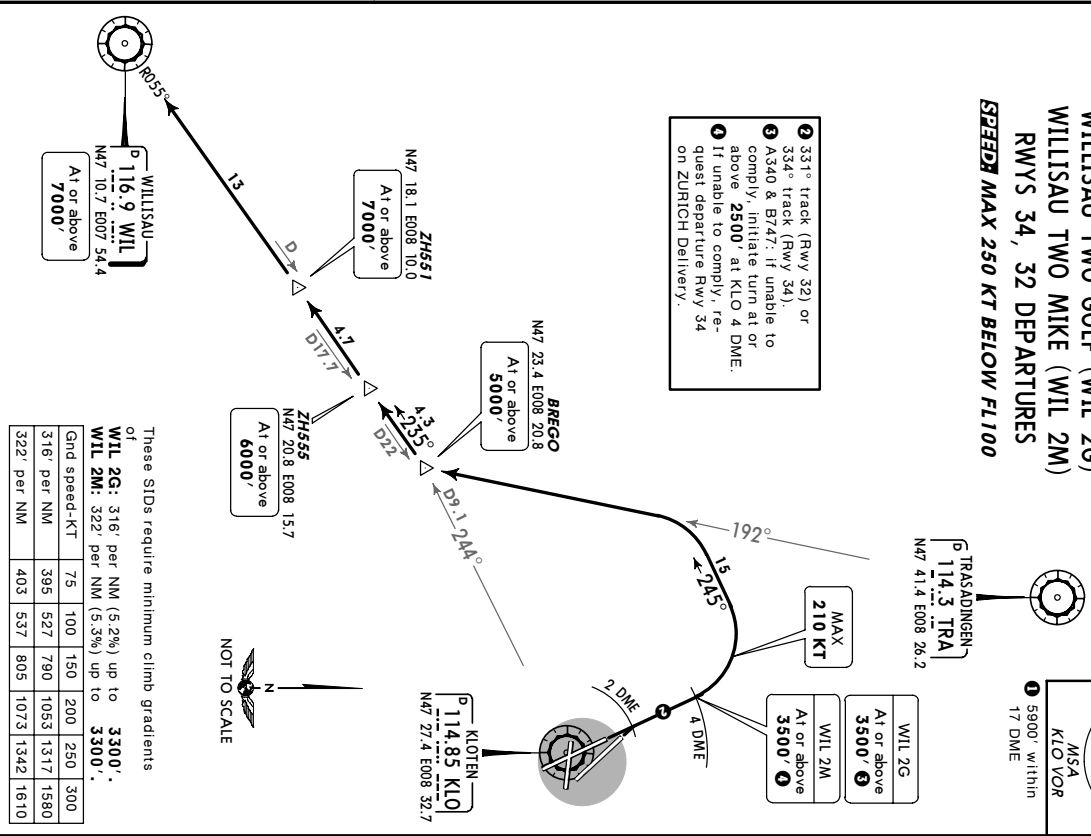 WILLISAU TWO GOLF (WIL 2G)
WILLISAU TWO MIKE (WIL 2M)
RWYS 34, 32 DEPARTURES
SPEED: MAX 250 KT BELOW FL100
MSA
KLO VOR
❶ 5900' within
17 DME
TRASADINGEN
D 114.3 TRA
N47 41.4 E008 26.2
192°
WIL 2G
At or above
3500' ❸
WIL 2M
At or above
3500' ❹
MAX
210 KT
15
245°
4 DME
2 DME
❷
KLOTEN
D 114.85 KLO
N47 27.4 E008 32.7
❷ 331° track (Rwy 32) or
334° track (Rwy 34).
❸ A340 & B747: if unable to
comply, initiate turn at or
above 2500' at KLO 4 DME.
❹ If unable to comply, re-
quest departure Rwy 34
on ZURICH Delivery.
BREGO
N47 23.4 E008 20.8
At or above
5000'
D9.1
244°
4.3
235°
D22
ZH555
N47 20.8 E008 15.7
At or above
6000'
4.7
D17.7
ZH551
N47 18.1 E008 10.0
At or above
7000'
D
13
R055°
WILLISAU
D 116.9 WIL
N47 10.7 E007 54.4
At or above
7000'
N
NOT TO SCALE
These SIDs require minimum climb gradients
of
WIL 2G: 316' per NM (5.2%) up to 3300'.
WIL 2M: 322' per NM (5.3%) up to 3300'.
Gnd speed-KT 75 100 150 200 250 300
316' per NM 395 527 790 1053 1317 1580
322' per NM 403 537 805 1073 1342 1610